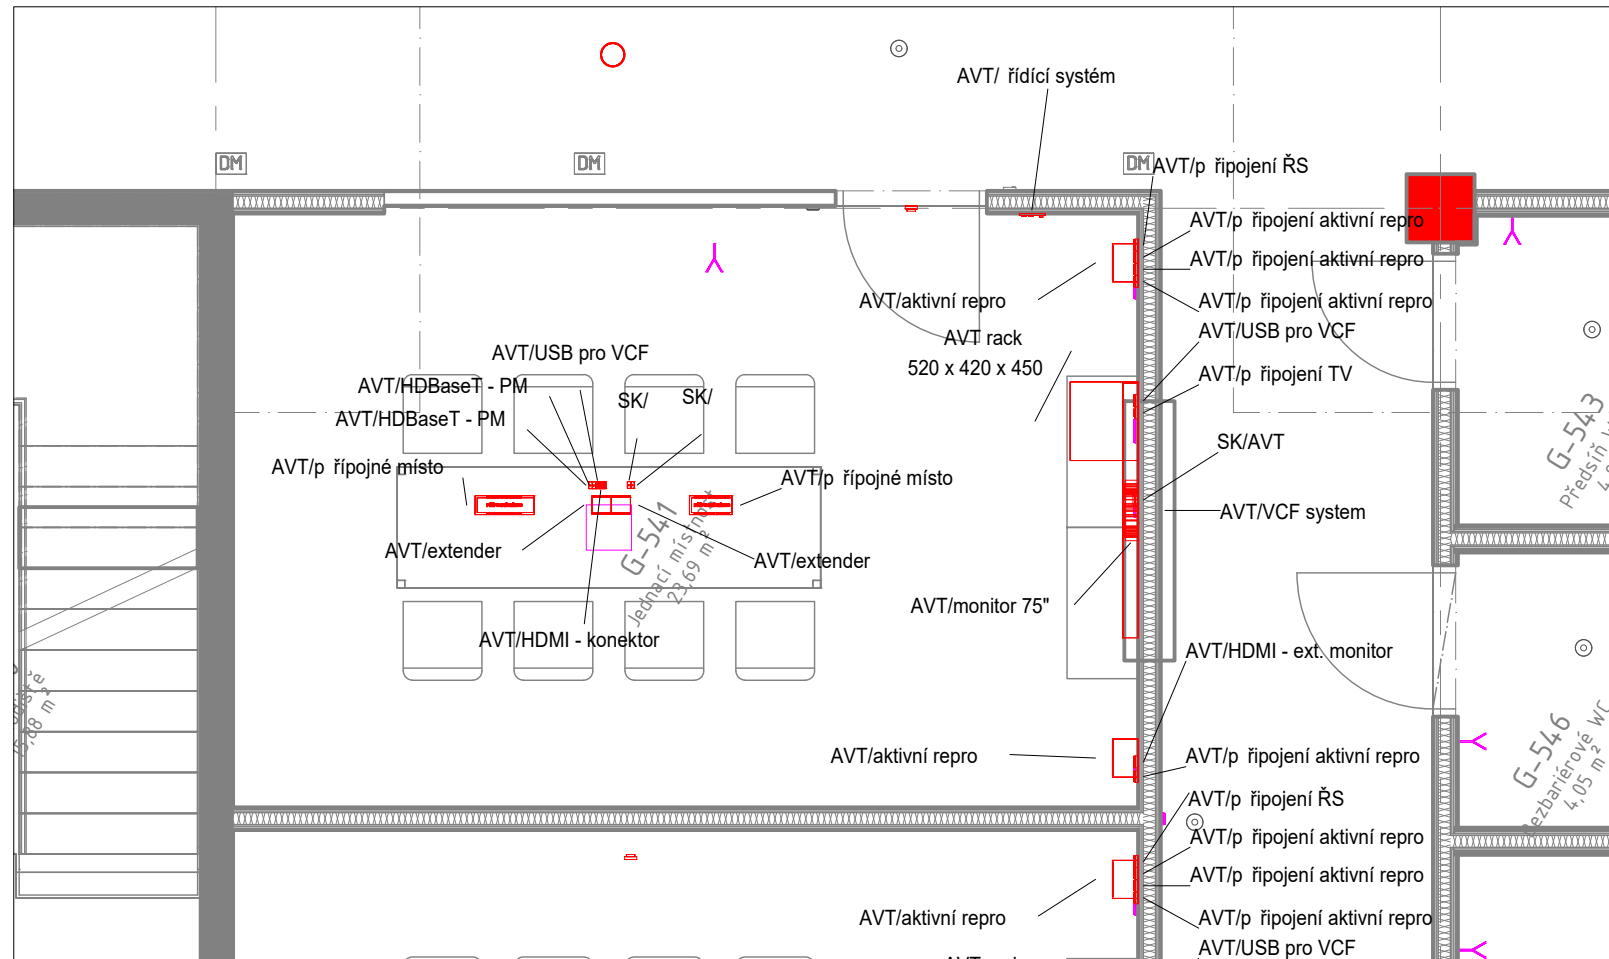 AVT/ řídící systém
DM
DM
DM
AVT/p řipojení ŘS
AVT/p řipojení aktivní repro
AVT/p řipojení aktivní repro
AVT/aktivní repro
AVT/p řipojení aktivní repro
AVT rack
520 x 420 x 450
AVT/USB pro VCF
AVT/USB pro VCF
AVT/p řipojení TV
AVT/HDBaseT - PM
SK/
SK/
AVT/HDBaseT - PM
SK/AVT
AVT/p řípojné místo
AVT/p řípojné místo
AVT/VCF system
AVT/extender
AVT/extender
G-541
Jednací místnost
23,69 m²
G-543
Předsíň
AVT/monitor 75"
AVT/HDMI - konektor
AVT/HDMI - ext. monitor
15,88 m²
AVT/aktivní repro
AVT/p řipojení aktivní repro
G-546
Bezbariérové WC
4,05 m²
AVT/p řipojení ŘS
AVT/p řipojení aktivní repro
AVT/p řipojení aktivní repro
AVT/aktivní repro
AVT/p řipojení aktivní repro
AVT/USB pro VCF